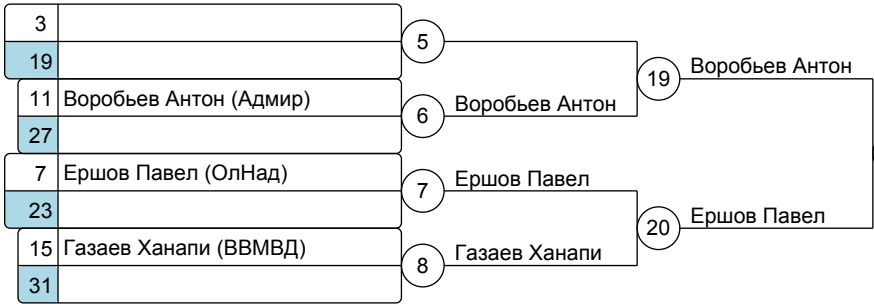 3
5
19
19 Воробьев Антон
11 Воробьев Антон (Адмир)
6 Воробьев Антон
27
7 Ершов Павел (ОлНад)
7 Ершов Павел
23
20 Ершов Павел
15 Газаев Ханапи (ВВМВД)
8 Газаев Ханапи
31